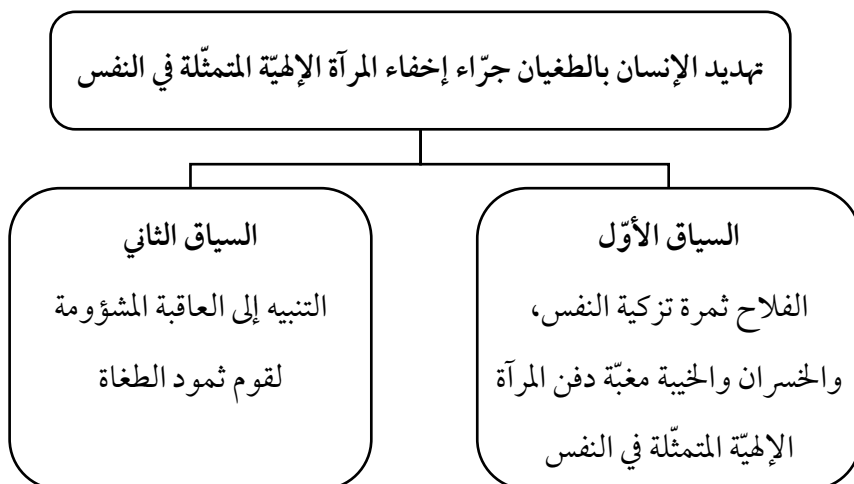 تهديد الإنسان بالطغيان جرّاء إخفاء المرآة الإلهيّة المتمثّلة في النفس
السياق الأوّل
الفلاح ثمرة تزكية النفس،
والخسران والخيبة مغبّة دفن المرآة
الإلهيّة المتمثّلة في النفس
السياق الثاني
التنبيه إلى العاقبة المشؤومة
لقوم ثمود الطغاة